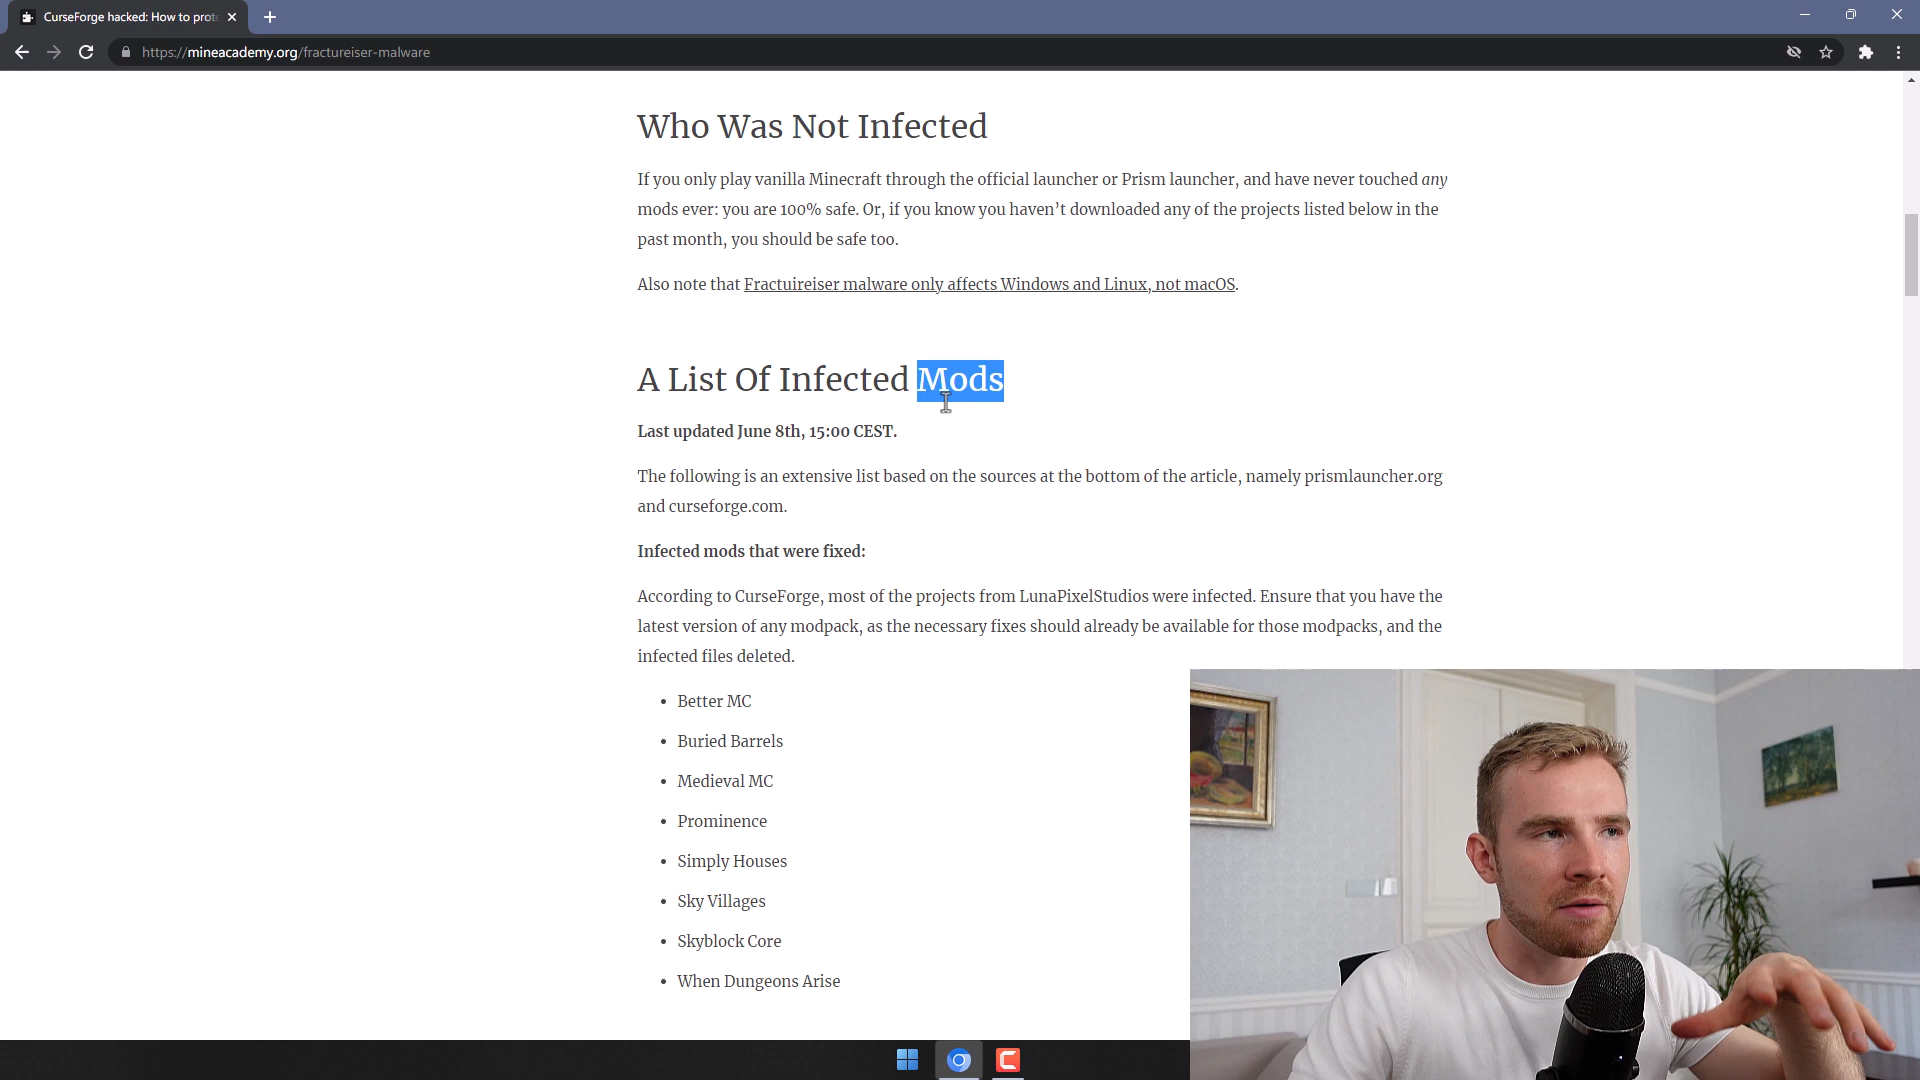 CurseForge hacked: How to prote
https://mineacademy.org/fractureiser-malware
Who Was Not Infected
If you only play vanilla Minecraft through the official launcher or Prism launcher, and have never touched any
mods ever: you are 100% safe. Or, if you know you haven’t downloaded any of the projects listed below in the
past month, you should be safe too.
Also note that Fractuireiser malware only affects Windows and Linux, not macOS.
A List Of Infected Mods
Last updated June 8th, 15:00 CEST.
The following is an extensive list based on the sources at the bottom of the article, namely prismlauncher.org
and curseforge.com.
Infected mods that were fixed:
According to CurseForge, most of the projects from LunaPixelStudios were infected. Ensure that you have the
latest version of any modpack, as the necessary fixes should already be available for those modpacks, and the
infected files deleted.
• Better MC
• Buried Barrels
• Medieval MC
• Prominence
• Simply Houses
• Sky Villages
• Skyblock Core
• When Dungeons Arise